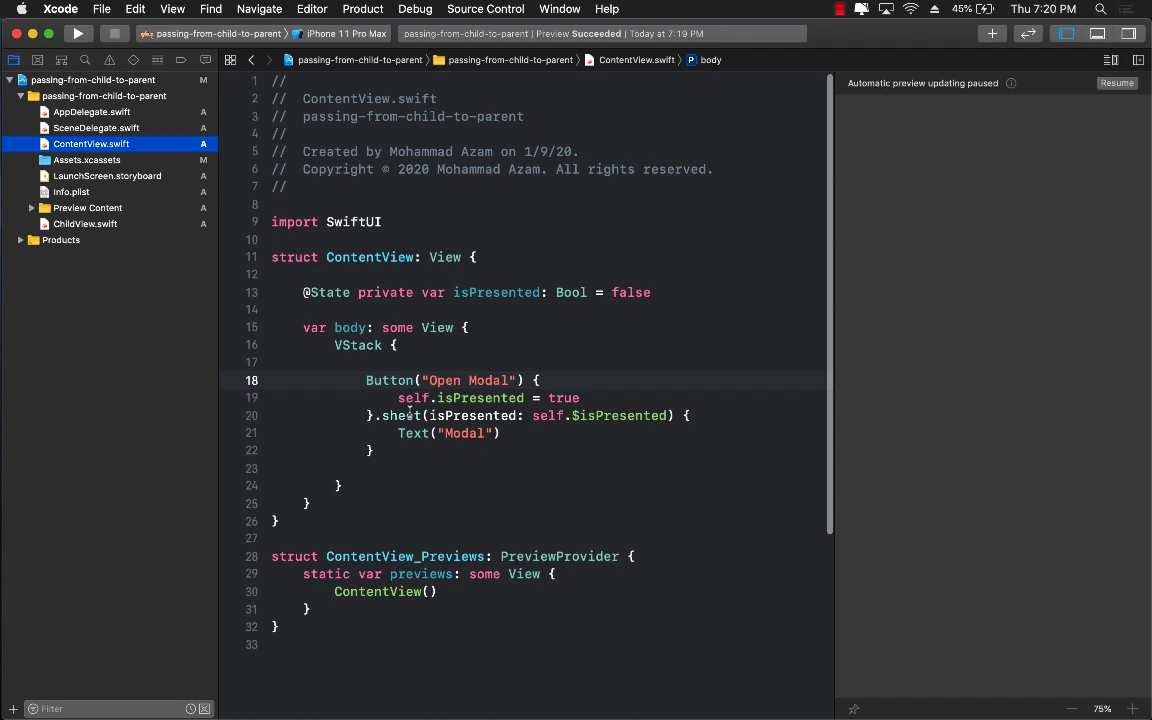 Xcode File Edit View Find Navigate Editor Product Debug Source Control Window Help 45% Thu 7:20 PM
passing-from-child-to-parent iPhone 11 Pro Max passing-from-child-to-parent | Preview Succeeded | Today at 7:19 PM
passing-from-child-to-parent passing-from-child-to-parent ContentView.swift P body
passing-from-child-to-parent M
passing-from-child-to-parent
AppDelegate.swift A
SceneDelegate.swift A
ContentView.swift A
Assets.xcassets M
LaunchScreen.storyboard A
Info.plist A
Preview Content A
ChildView.swift A
Products
Filter
1 //
2 // ContentView.swift
3 // passing-from-child-to-parent
4 //
5 // Created by Mohammad Azam on 1/9/20.
6 // Copyright © 2020 Mohammad Azam. All rights reserved.
7 //
8
9 import SwiftUI
10
11 struct ContentView: View {
12
13 @State private var isPresented: Bool = false
14
15 var body: some View {
16 VStack {
17
18 Button("Open Modal") {
19 self.isPresented = true
20 }.sheet(isPresented: self.$isPresented) {
21 Text("Modal")
22 }
23
24 }
25 }
26 }
27
28 struct ContentView_Previews: PreviewProvider {
29 static var previews: some View {
30 ContentView()
31 }
32 }
33
Automatic preview updating paused Resume
75%